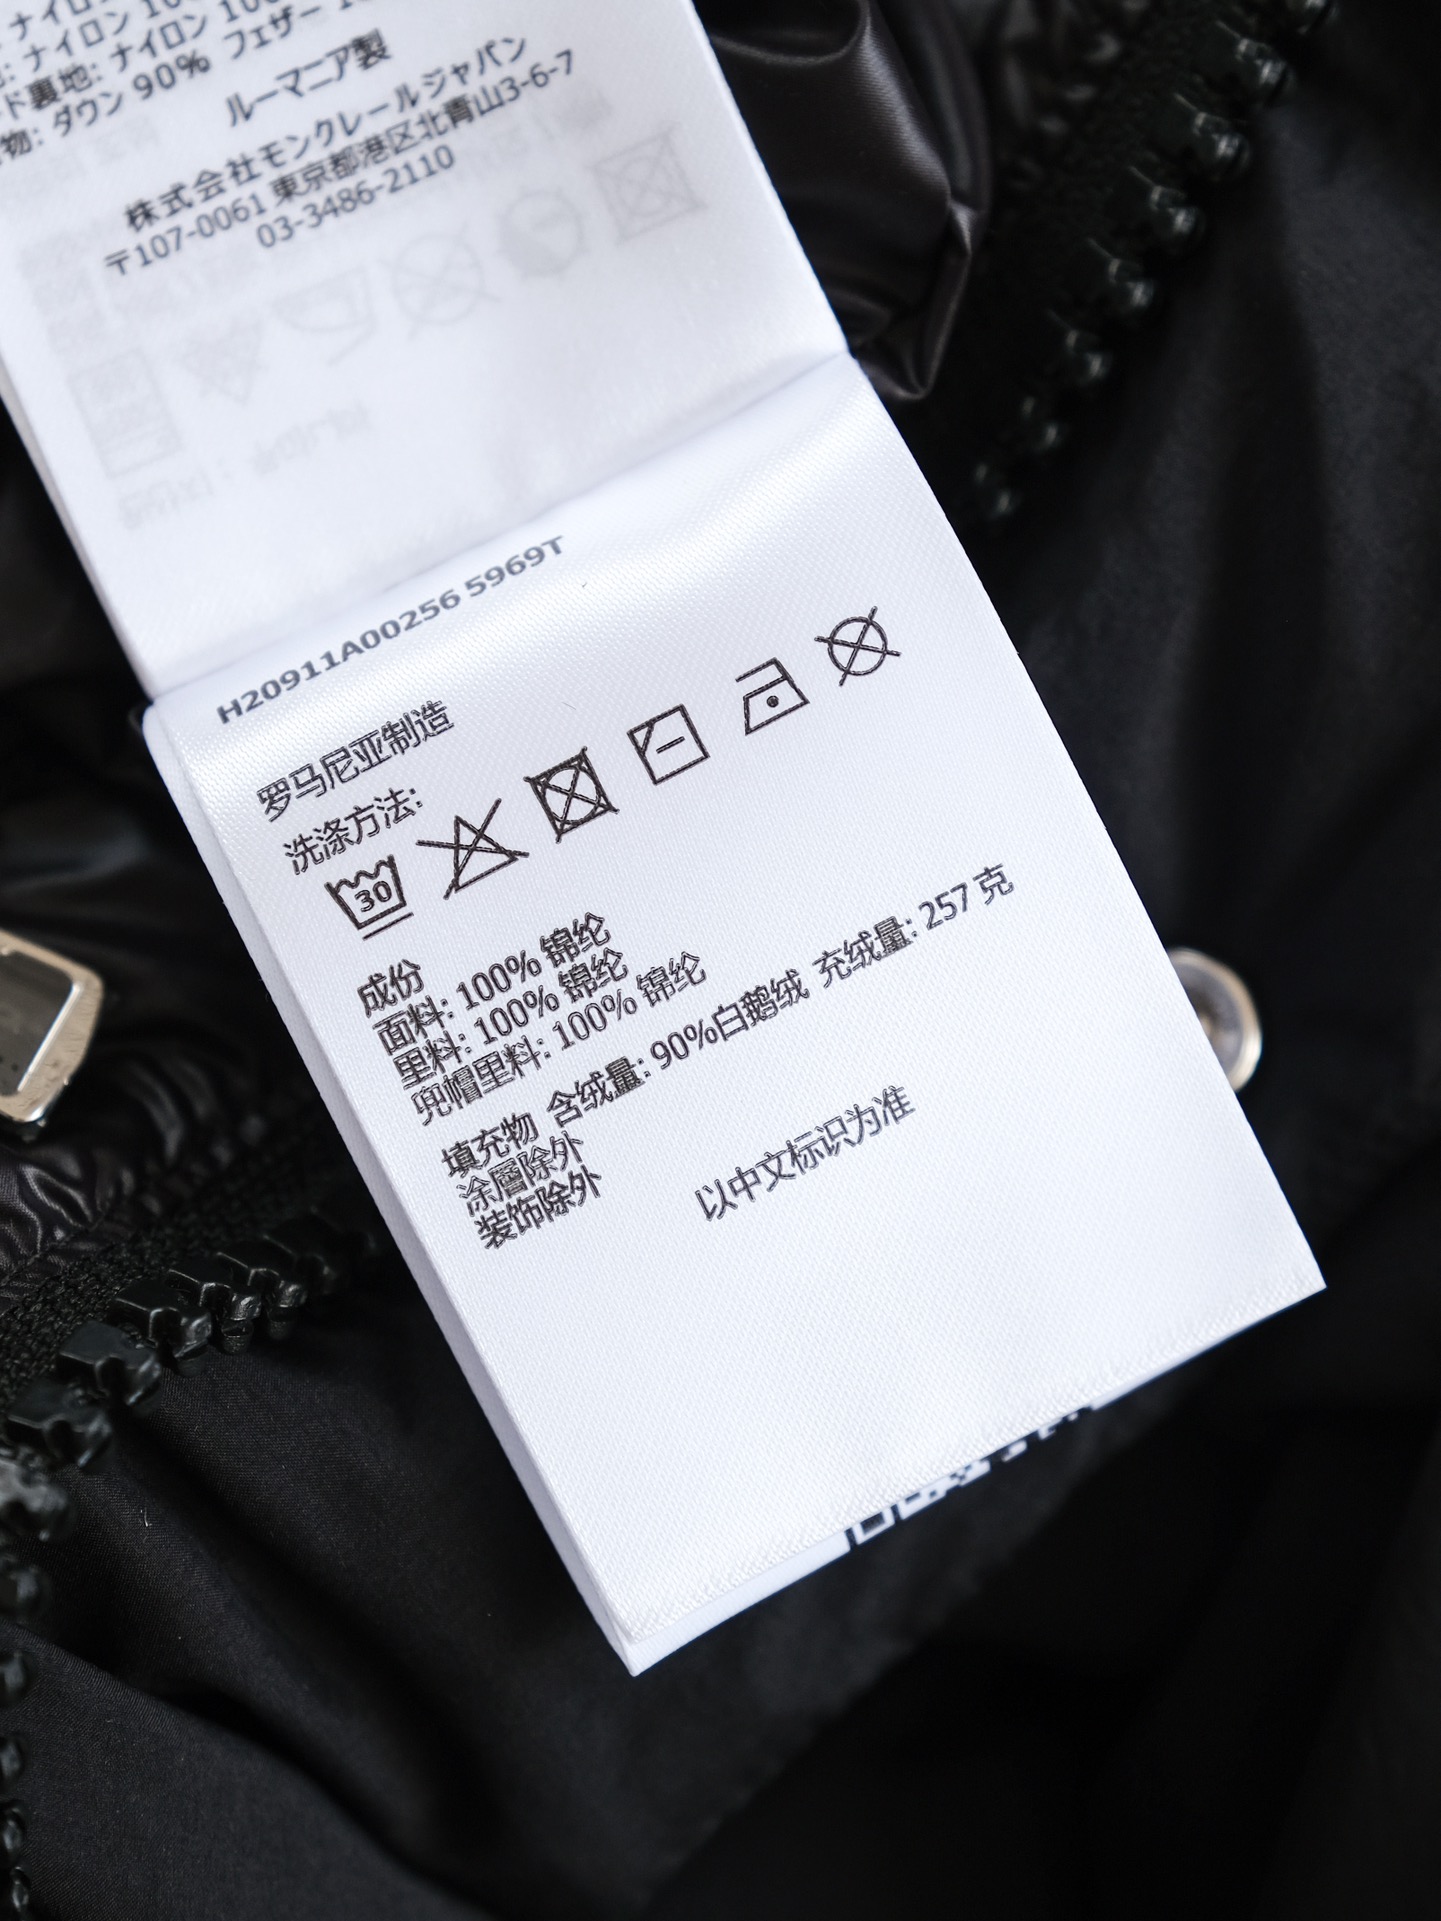 ナイロン 100
ナイロン 100
ド裏地: ナイロン 100
物: ダウン 90% フェザー
ルーマニア製
株式会社モンクレールジャパン
〒107-0061 東京都港区北青山3-6-7
03-3486-2110
H20911A00256 5969T
罗马尼亚制造
洗涤方法:
30
成份
面料: 100% 锦纶
里料: 100% 锦纶
兜帽里料: 100% 锦纶
填充物 含绒量: 90%白鹅绒 充绒量: 257 克
涂層除外
装饰除外
以中文标识为准